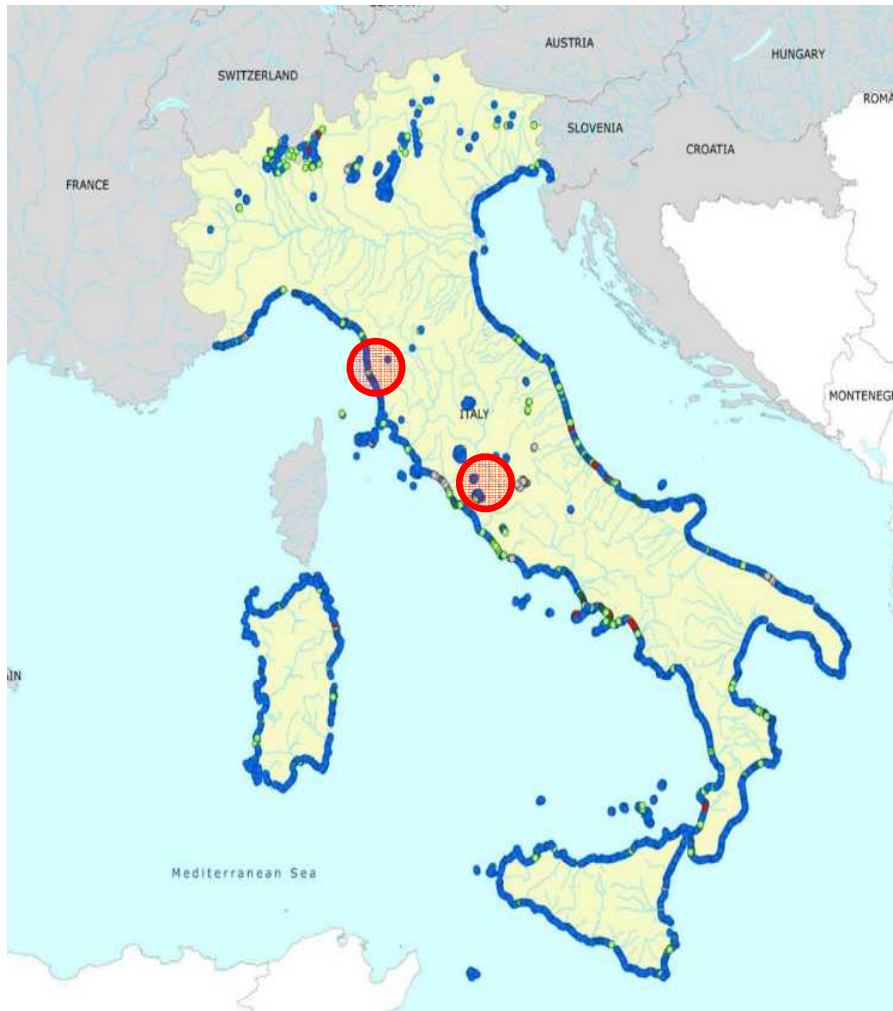 AUSTRIA
HUNGARY
SWITZERLAND
ROMA
SLOVENIA
CROATIA
FRANCE
MONTENEG
ITALY
AIN
Mediterranean Sea